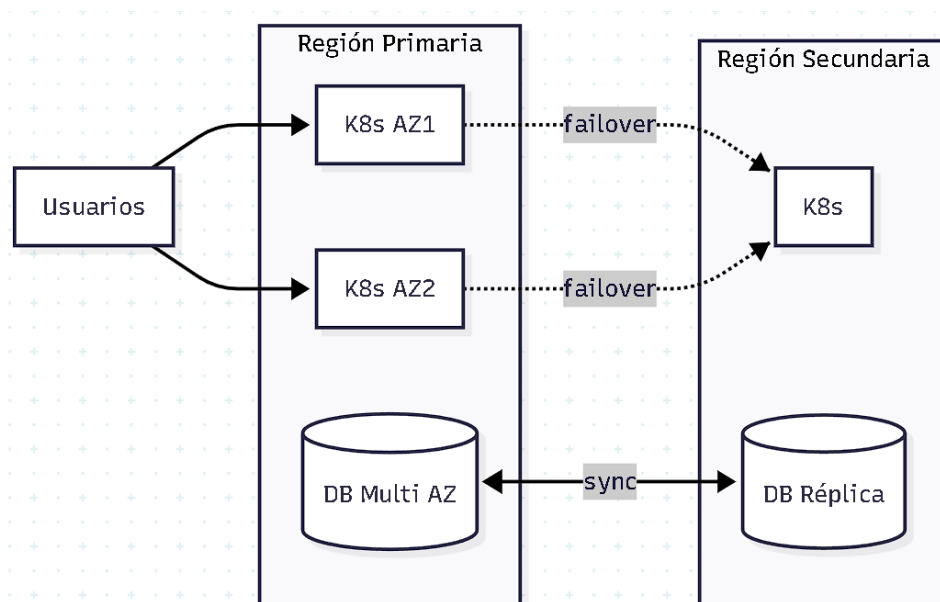 Región Primaria
Región Secundaria
K8s AZ1
failover
Usuarios
K8s
K8s AZ2
failover
DB Multi AZ
sync
DB Réplica